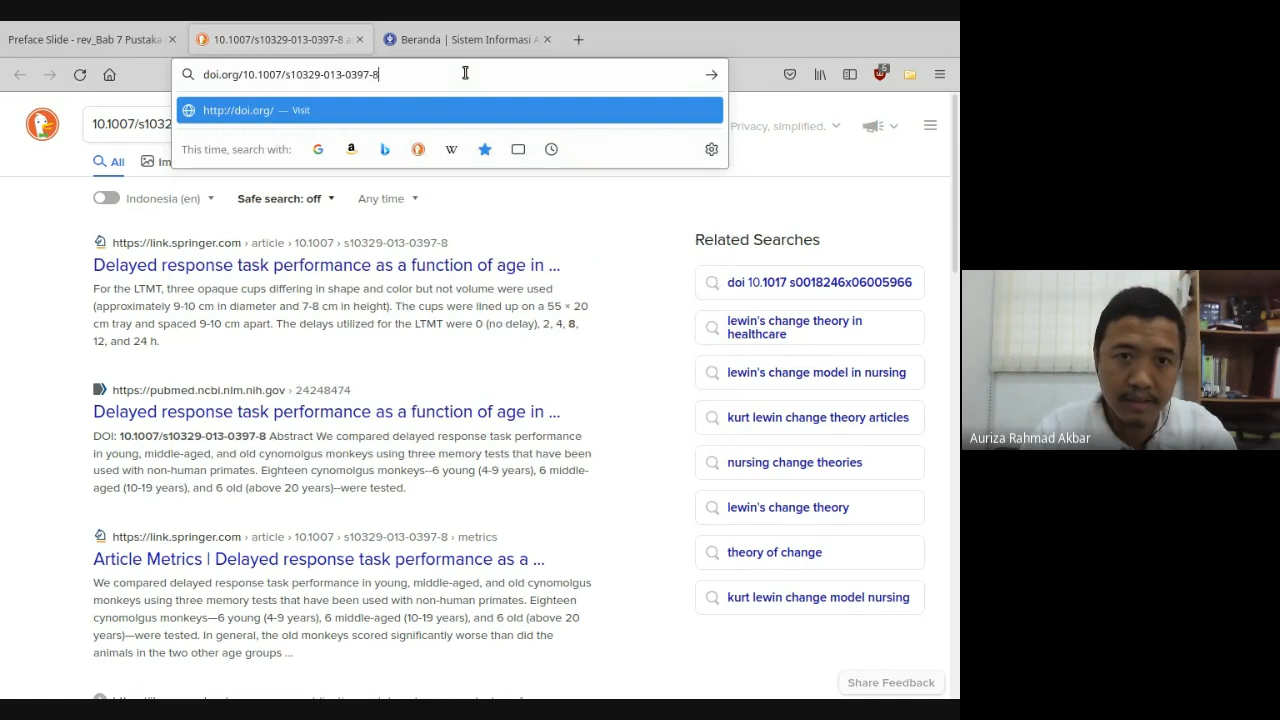 Preface Slide - rev_Bab 7 Pustaka
10.1007/s10329-013-0397-8 a
Beranda | Sistem Informasi A
doi.org/10.1007/s10329-013-0397-8
6
http://doi.org/ — Visit
10.1007/s1032
Privacy, simplified.
This time, search with:
All
Im
Indonesia (en)
Safe search: off
Any time
https://link.springer.com › article › 10.1007 › s10329-013-0397-8
Delayed response task performance as a function of age in ...
For the LTMT, three opaque cups differing in shape and color but not volume were used
(approximately 9-10 cm in diameter and 7-8 cm in height). The cups were lined up on a 55 × 20
cm tray and spaced 9-10 cm apart. The delays utilized for the LTMT were 0 (no delay), 2, 4, 8,
12, and 24 h.
https://pubmed.ncbi.nlm.nih.gov › 24248474
Delayed response task performance as a function of age in ...
DOI: 10.1007/s10329-013-0397-8 Abstract We compared delayed response task performance
in young, middle-aged, and old cynomolgus monkeys using three memory tests that have been
used with non-human primates. Eighteen cynomolgus monkeys--6 young (4-9 years), 6 middle-
aged (10-19 years), and 6 old (above 20 years)--were tested.
https://link.springer.com › article › 10.1007 › s10329-013-0397-8 › metrics
Article Metrics | Delayed response task performance as a ...
We compared delayed response task performance in young, middle-aged, and old cynomolgus
monkeys using three memory tests that have been used with non-human primates. Eighteen
cynomolgus monkeys—6 young (4-9 years), 6 middle-aged (10-19 years), and 6 old (above 20
years)—were tested. In general, the old monkeys scored significantly worse than did the
animals in the two other age groups ...
Related Searches
doi 10.1017 s0018246x06005966
lewin's change theory in
healthcare
lewin's change model in nursing
kurt lewin change theory articles
nursing change theories
lewin's change theory
theory of change
kurt lewin change model nursing
Share Feedback
Auriza Rahmad Akbar